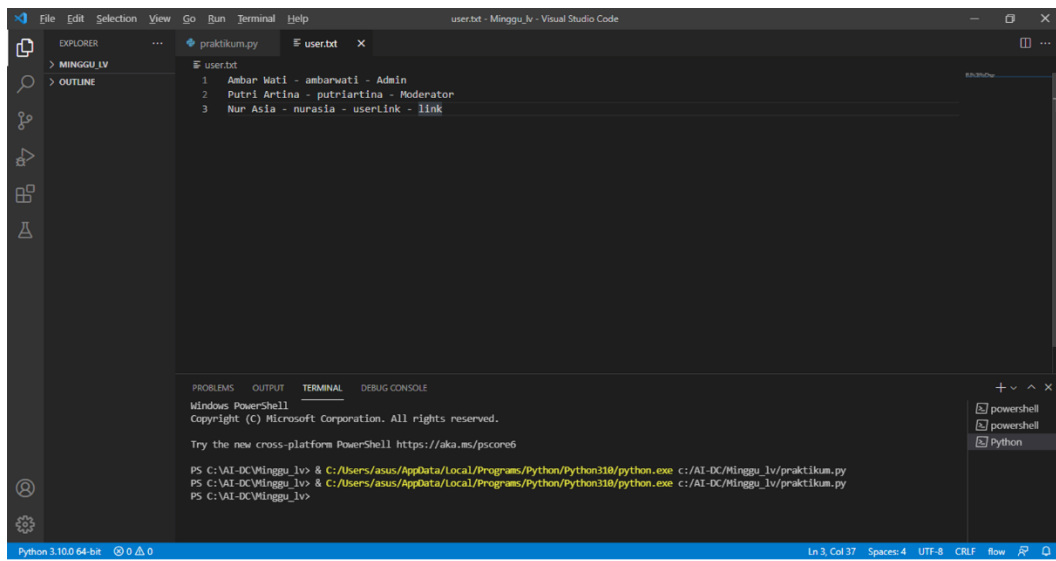 File Edit Selection View Go Run Terminal Help user.txt - Minggu_lv - Visual Studio Code
EXPLORER ... praktikum.py user.txt
MINGGU_LV
OUTLINE
user.txt
1 Ambar Wati - ambarwati - Admin
2 Putri Artina - putriartina - Moderator
3 Nur Asia - nurasia - userLink - link
PROBLEMS OUTPUT TERMINAL DEBUG CONSOLE
Windows PowerShell
Copyright (C) Microsoft Corporation. All rights reserved.
Try the new cross-platform PowerShell https://aka.ms/pscore6
PS C:\AI-DC\Minggu_lv> & C:/Users/asus/AppData/Local/Programs/Python/Python310/python.exe c:/AI-DC/Minggu_lv/praktikum.py
PS C:\AI-DC\Minggu_lv> & C:/Users/asus/AppData/Local/Programs/Python/Python310/python.exe c:/AI-DC/Minggu_lv/praktikum.py
PS C:\AI-DC\Minggu_lv>
powershell
powershell
Python
Python 3.10.0 64-bit 0 0 Ln 3, Col 37 Spaces: 4 UTF-8 CRLF flow